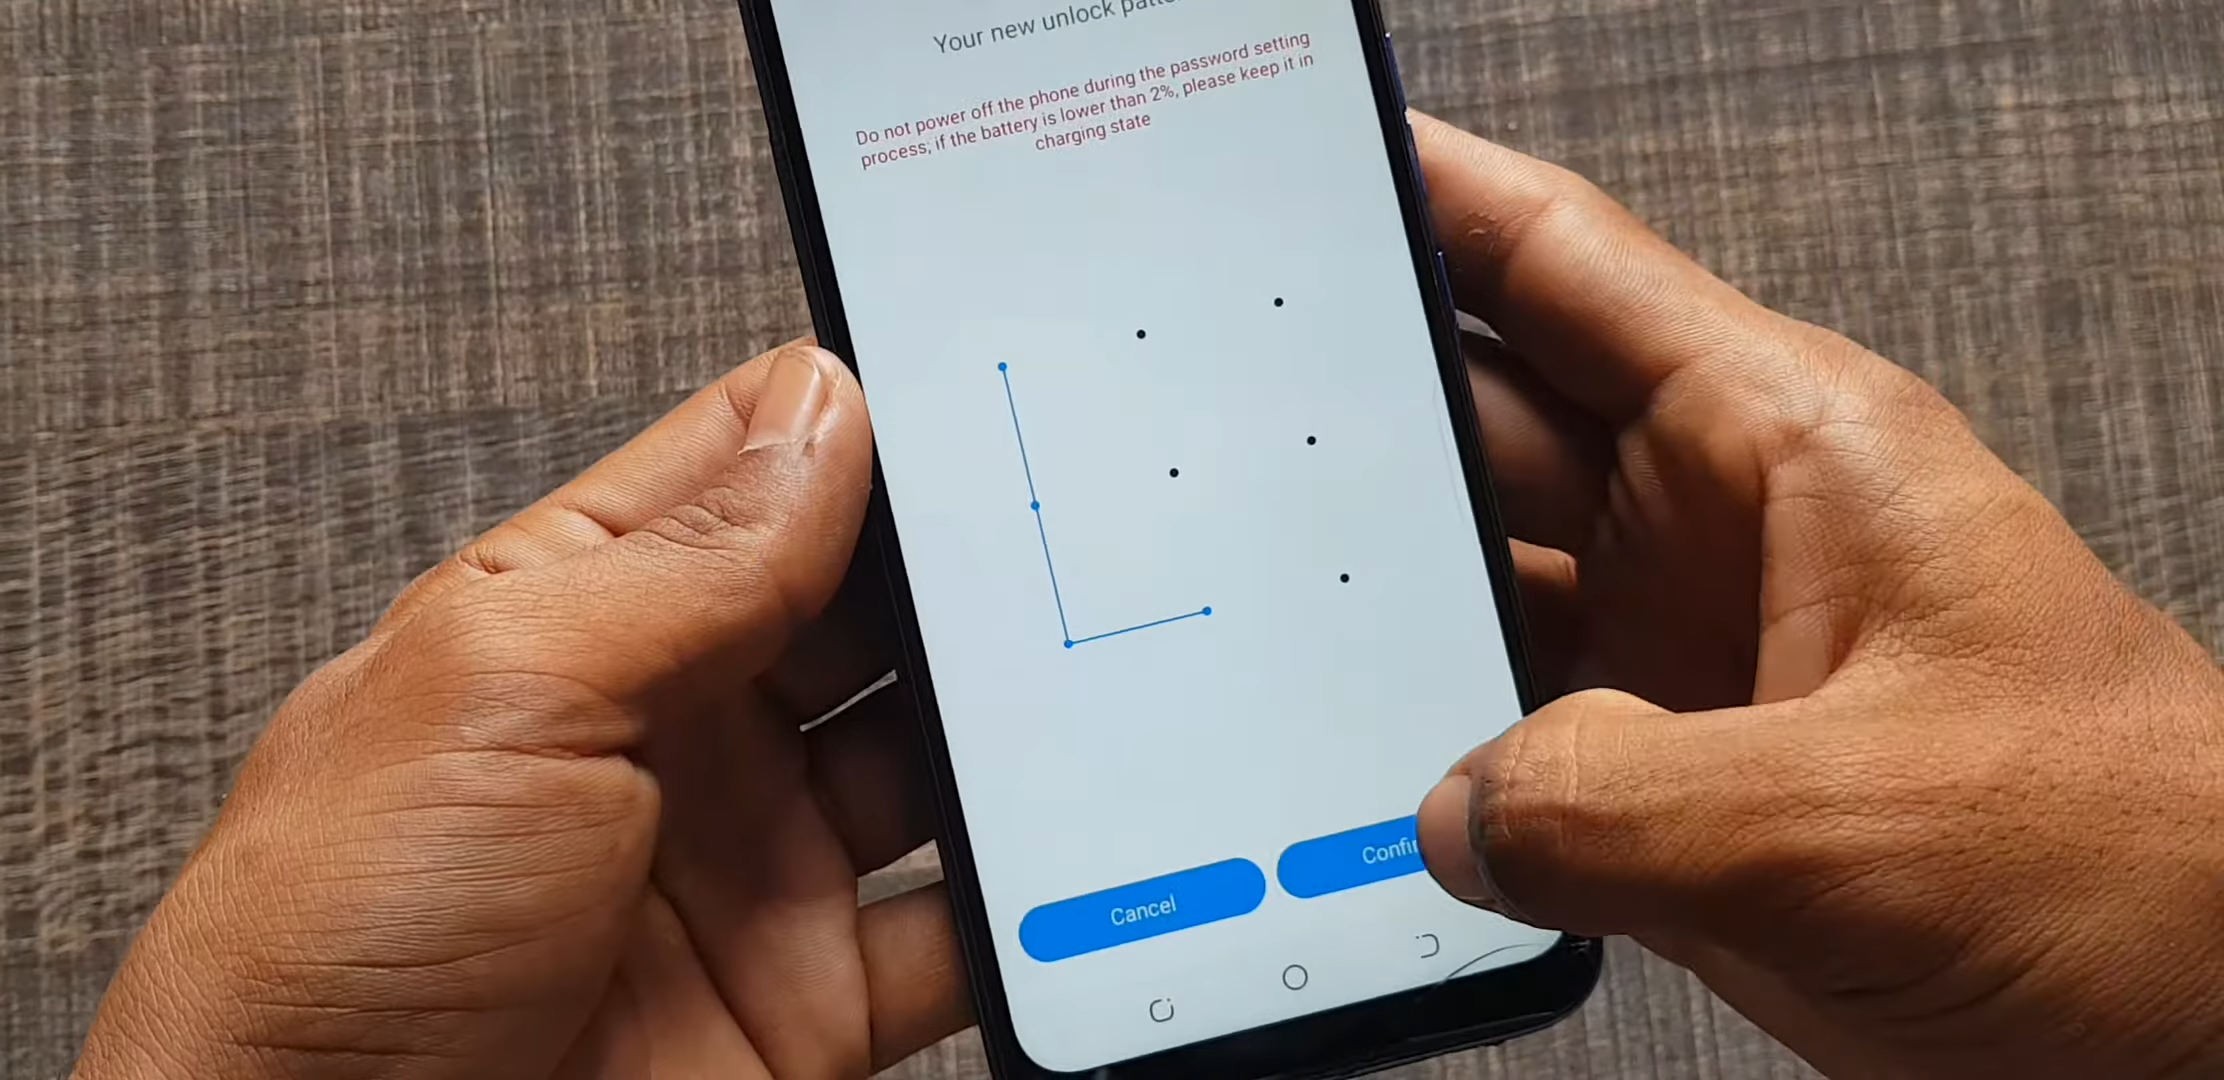 Your new unlock
Do not power off the phone during the password setting
process; if the battery is lower than 2%, please keep it in
charging state
Cancel